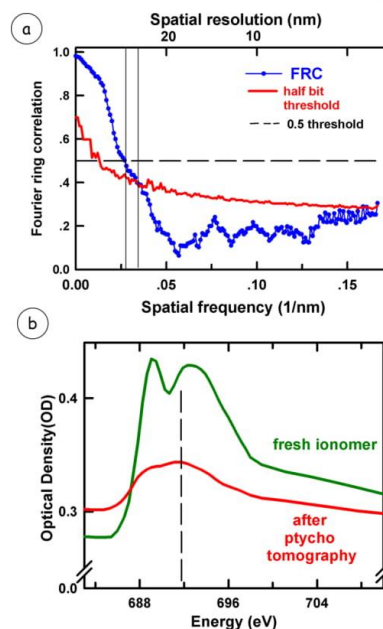 a
Spatial resolution (/nm)
20
10
1.0
.8
.6
.4
.2
0.0
Fourier ring correlation
FRC
half bit
threshold
0.5 threshold
0.00
.05
.10
.15
Spatial frequency (1/nm)
b
0.4
0.3
0.0
Optical Density(OD)
fresh ionomer
after
ptycho
tomography
688
696
704
Energy (eV)